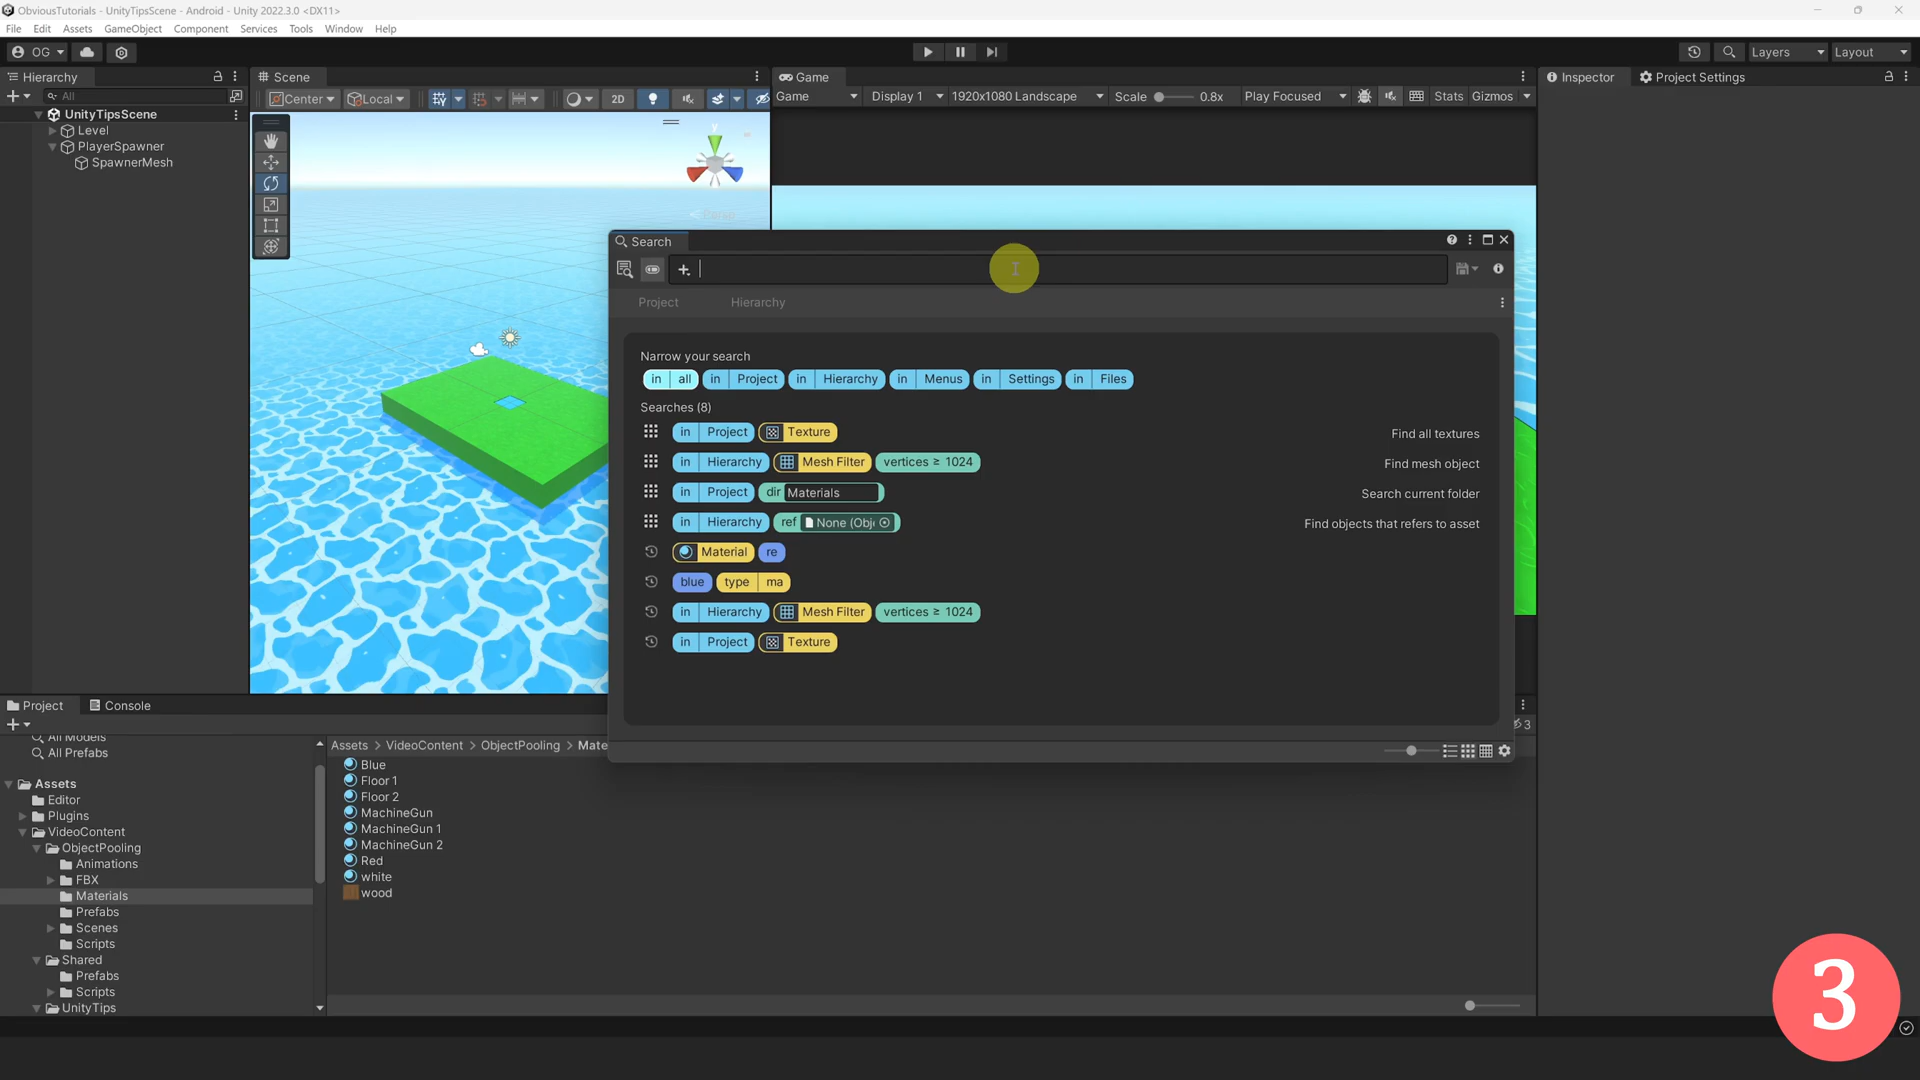 ObviousTutorials - UnityTipsScene - Android - Unity 2022.3.0 <DX11>
File Edit Assets GameObject Component Services Tools Window Help
OG Layers Layout
Hierarchy Scene Game Inspector Project Settings
All Center Local 2D Game Display 1 1920x1080 Landscape Scale 0.8x Play Focused Stats Gizmos
UnityTipsScene
Level
PlayerSpawner
SpawnerMesh
y
< Persp
Search
Project Hierarchy
Narrow your search
in all in Project in Hierarchy in Menus in Settings in Files
Searches (8)
in Project Texture Find all textures
in Hierarchy Mesh Filter vertices ≥ 1024 Find mesh object
in Project dir Materials Search current folder
in Hierarchy ref None (Obj Find objects that refers to asset
Material re
blue type ma
in Hierarchy Mesh Filter vertices ≥ 1024
in Project Texture
Project Console
3
All Models
All Prefabs
Assets
Editor
Plugins
VideoContent
ObjectPooling
Animations
FBX
Materials
Prefabs
Scenes
Scripts
Shared
Prefabs
Scripts
UnityTips
Assets > VideoContent > ObjectPooling > Mate
Blue
Floor 1
Floor 2
MachineGun
MachineGun 1
MachineGun 2
Red
white
wood
3